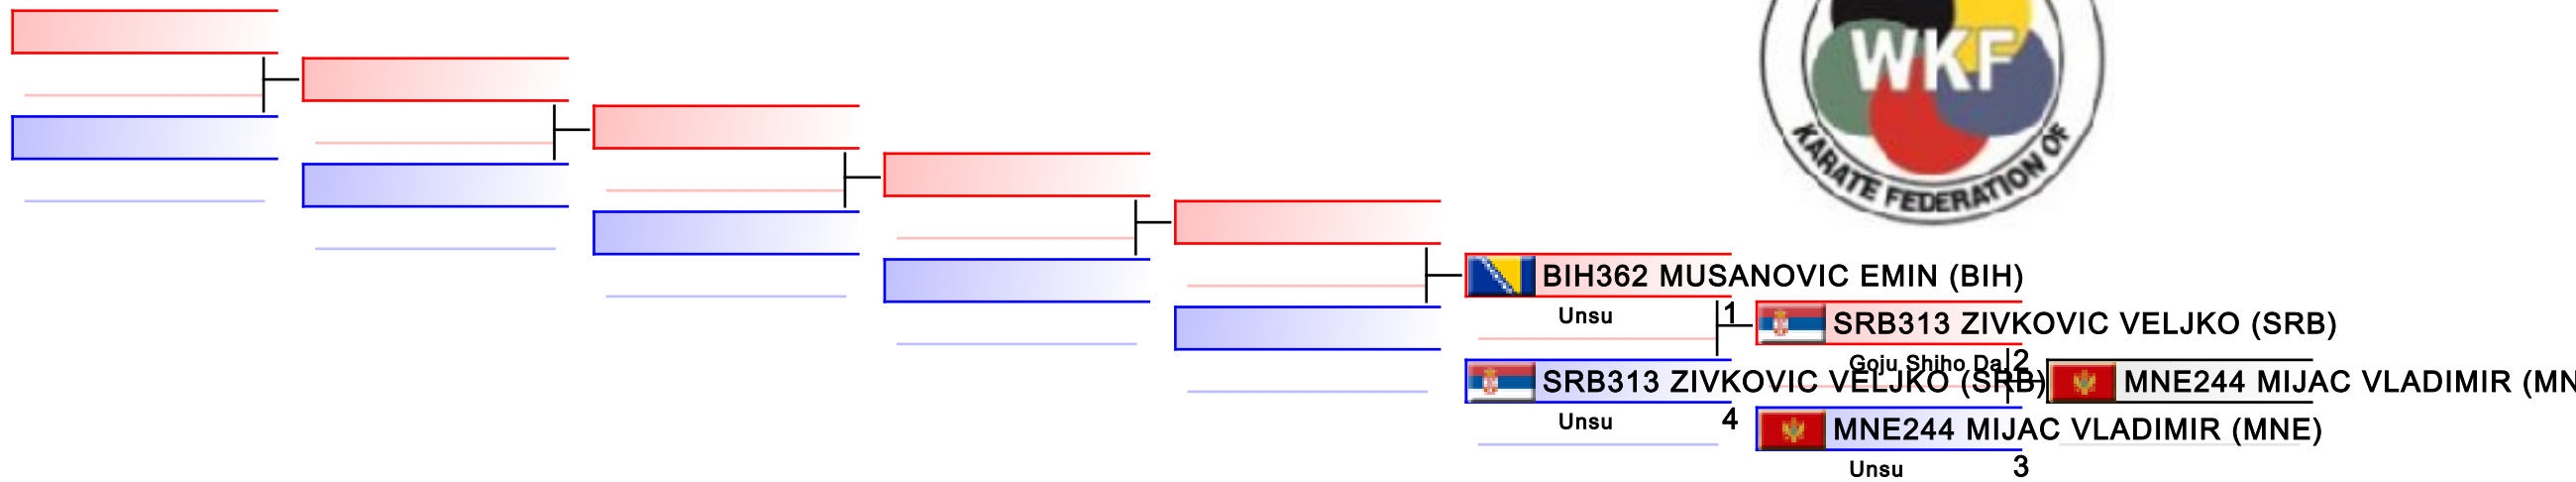 WKF
KARATE FEDERATION OF
BIH362 MUSANOVIC EMIN (BIH)
Unsu
1
SRB313 ZIVKOVIC VELJKO (SRB)
Goju Shiho Da
2
SRB313 ZIVKOVIC VELJKO (SRB)
MNE244 MIJAC VLADIMIR (MN
Unsu
4
MNE244 MIJAC VLADIMIR (MNE)
Unsu
3